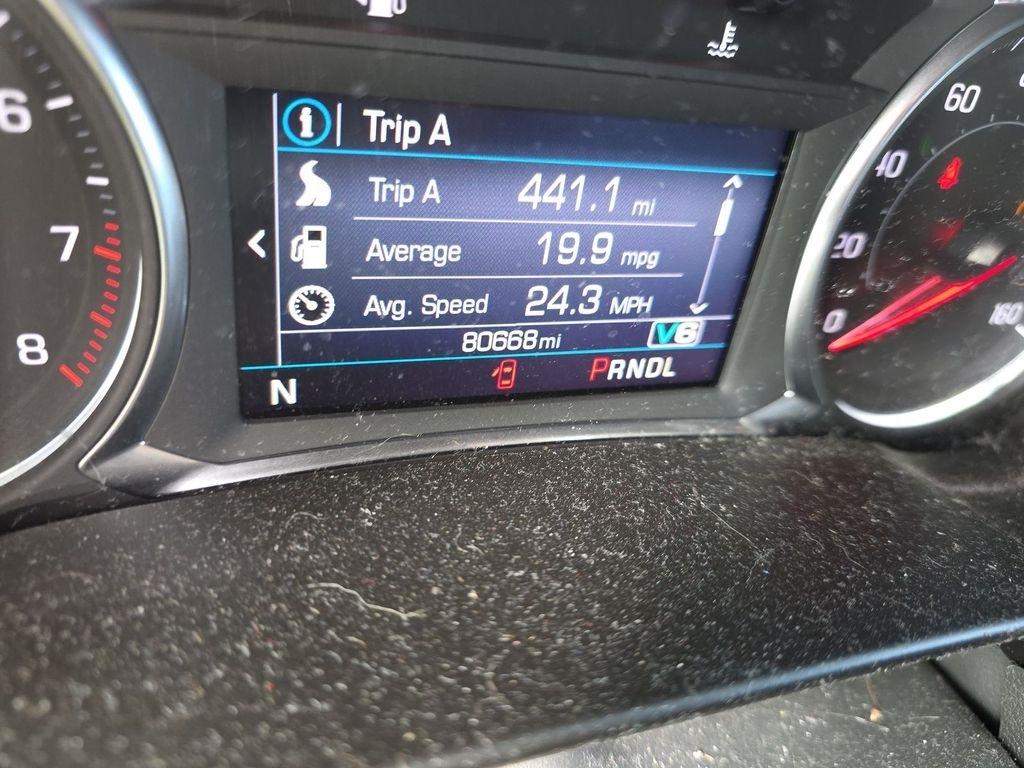 Trip A
Trip A 441.1 mi
Average 19.9 mpg
Avg. Speed 24.3 MPH
80668 mi V6
N PRNDL
6
7
8
0
20
40
60
160